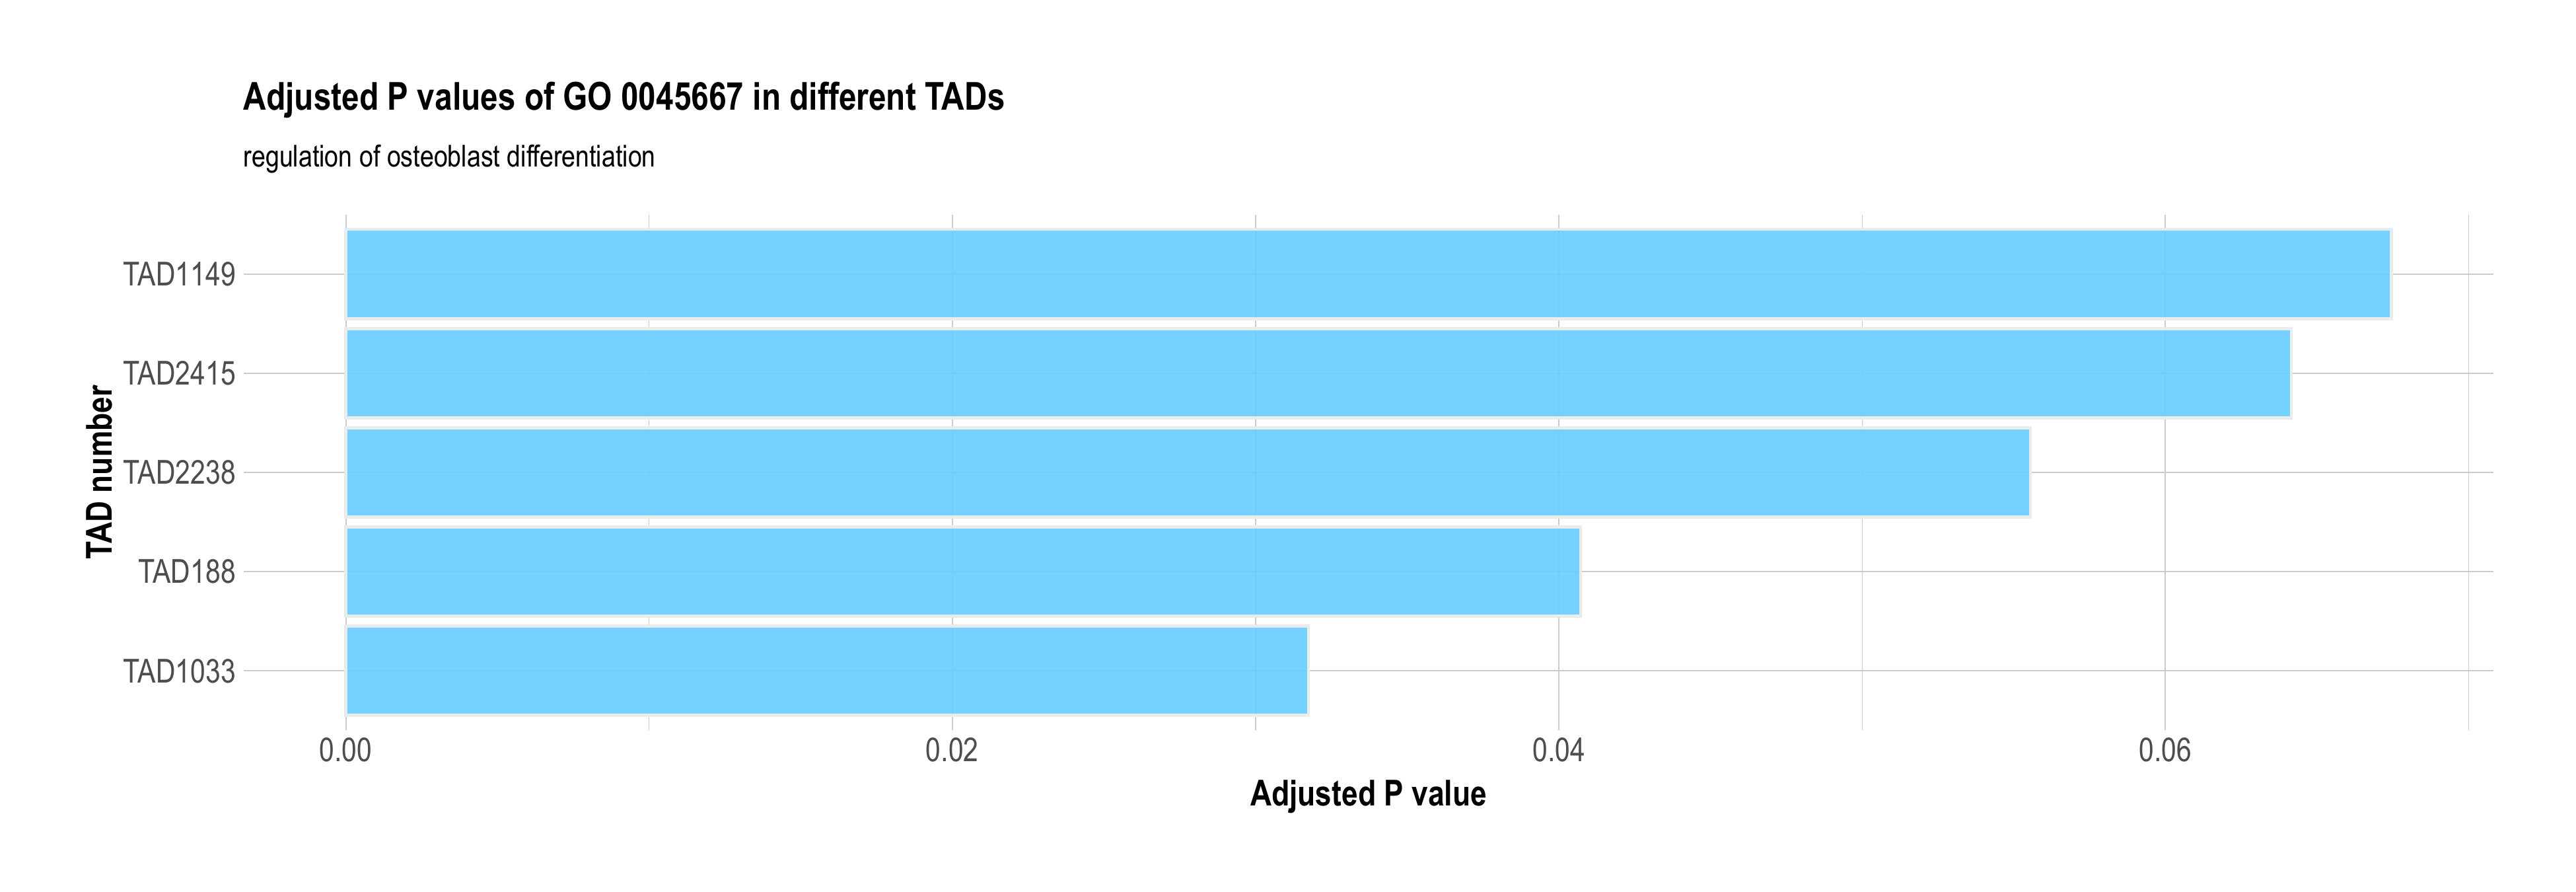 Adjusted P values of GO 0045667 in different TADs
regulation of osteoblast differentiation
TAD number
TAD1149
TAD2415
TAD2238
TAD188
TAD1033
0.00 0.02 0.04 0.06
Adjusted P value